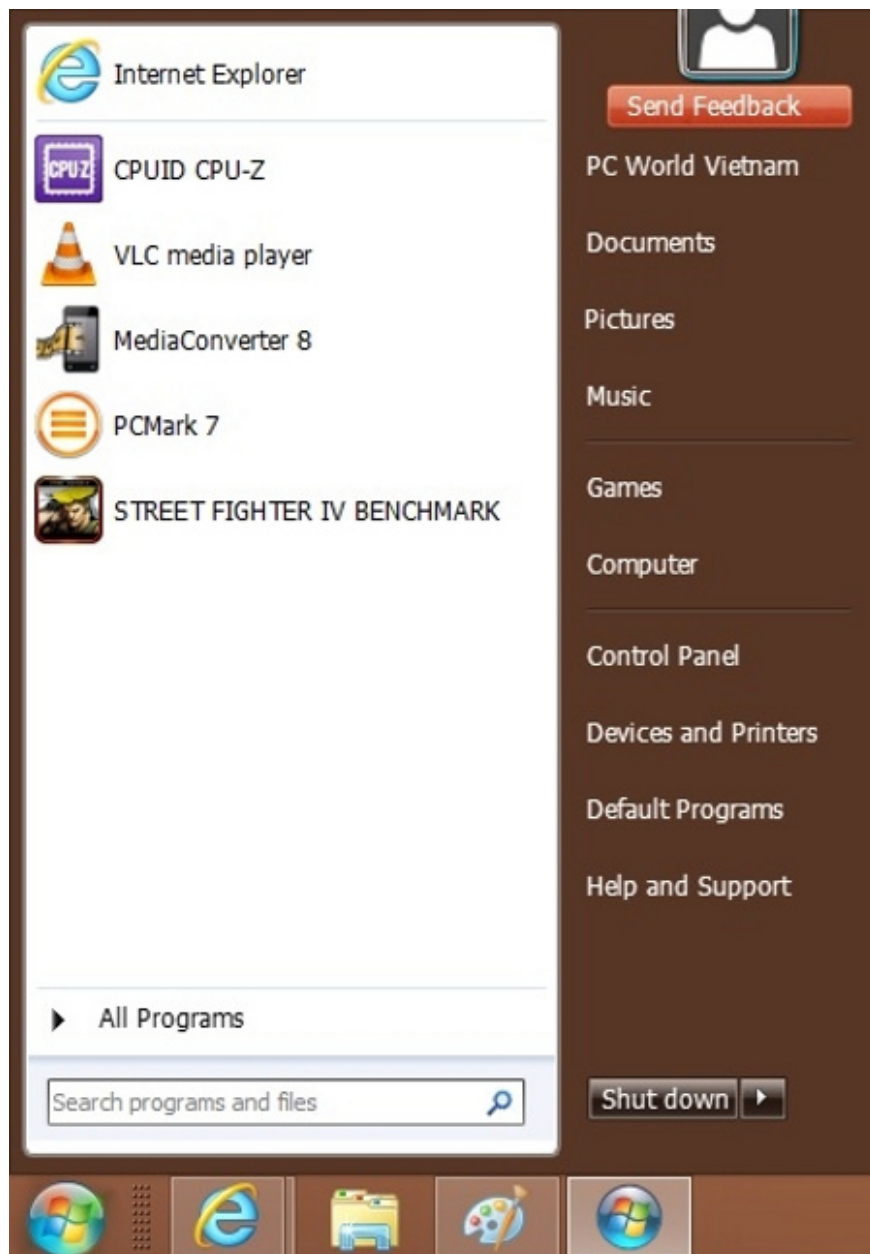 Internet Explorer
CPU-Z
CPUID CPU-Z
VLC media player
MediaConverter 8
PCMark 7
STREET FIGHTER IV BENCHMARK
All Programs
Search programs and files
Send Feedback
PC World Vietnam
Documents
Pictures
Music
Games
Computer
Control Panel
Devices and Printers
Default Programs
Help and Support
Shut down